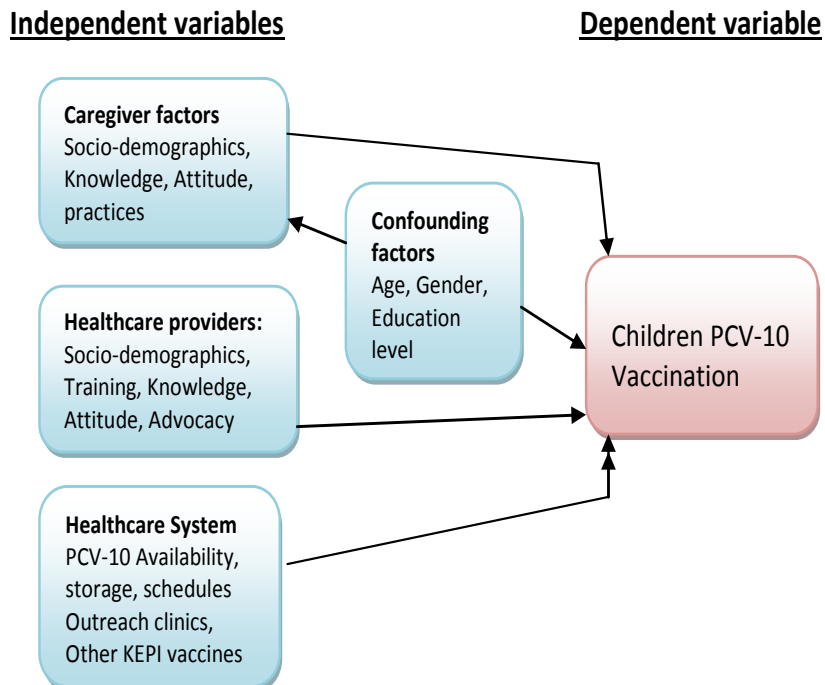 Independent variables
Dependent variable
Caregiver factors
Socio-demographics,
Knowledge, Attitude,
practices
Confounding
factors
Age, Gender,
Education
level
Healthcare providers:
Socio-demographics,
Training, Knowledge,
Attitude, Advocacy
Children PCV-10
Vaccination
Healthcare System
PCV-10 Availability,
storage, schedules
Outreach clinics,
Other KEPI vaccines